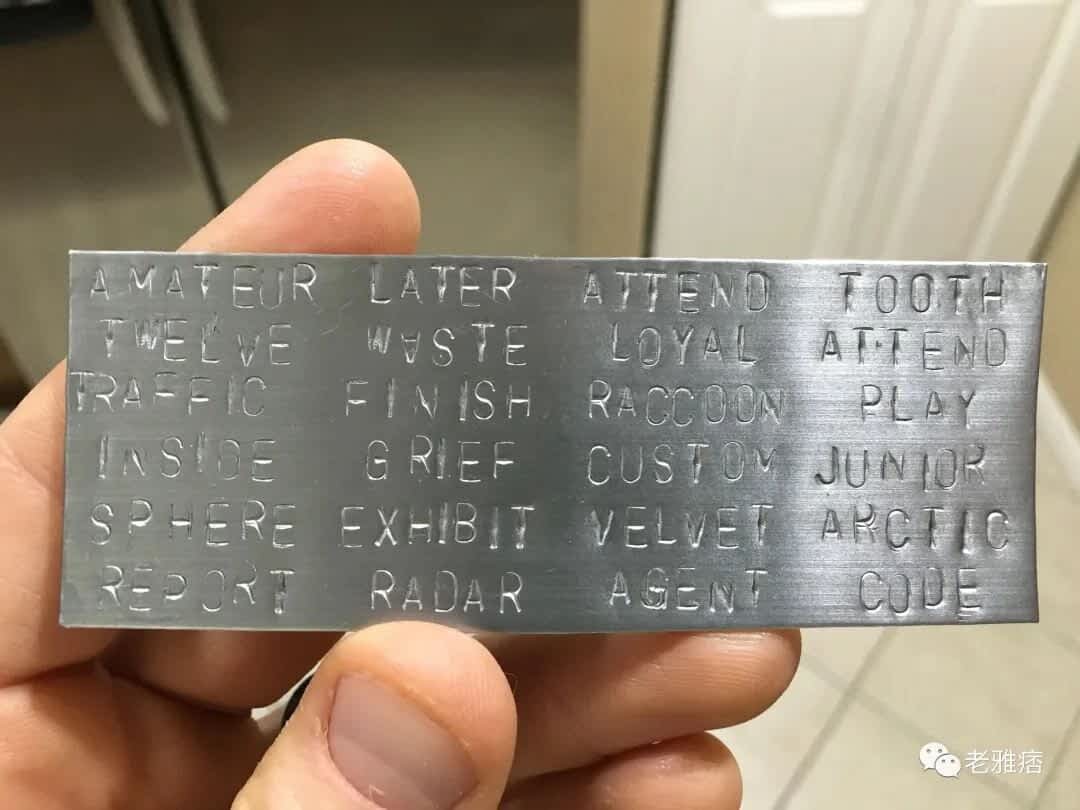 AMATEUR LATER ATTEND TOOTH
TWELVE WASTE LOYAL ATTEND
TRAFFIC FINISH RACCOON PLAY
INSIDE GRIEF CUSTOM JUNIOR
SPHERE EXHIBIT VELVET ARCTIC
REPORT RADAR AGENT CODE
老雅痞